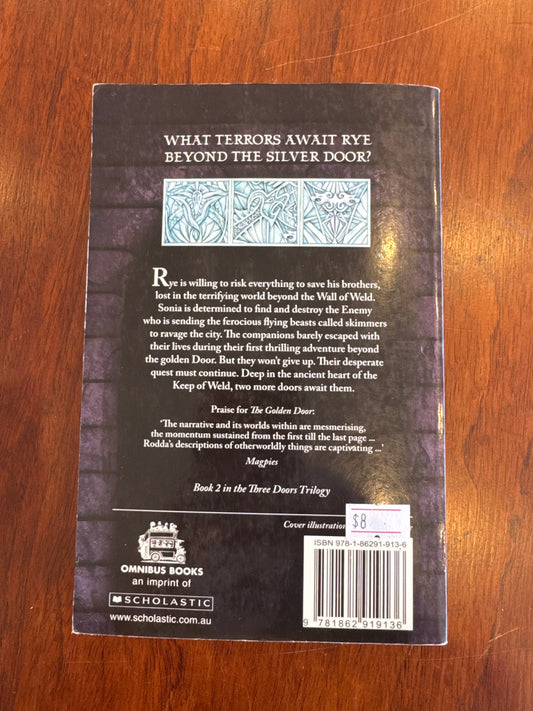 WHAT TERRORS AWAIT RYE
BEYOND THE SILVER DOOR?
Rye is willing to risk everything to save his brothers,
lost in the terrifying world beyond the Wall of Weld.
Sonia is determined to find and destroy the Enemy
who is sending the ferocious flying beasts called skimmers
to ravage the city. The companions barely escaped with
their lives during their first thrilling adventure beyond
the golden Door. But they won't give up. Their desperate
quest must continue. Deep in the ancient heart of the
Keep of Weld, two more doors await them.
Praise for The Golden Door:
'The narrative and its worlds within are mesmerising,
the momentum sustained from the first till the last page ...
Rodda's descriptions of otherworldly things are captivating ...'
Magpies
Book 2 in the Three Doors Trilogy
Cover illustration
$8
ISBN 978-1-86291-913-6
9 781862 919136
OMNIBUS BOOKS
an imprint of
SCHOLASTIC
www.scholastic.com.au